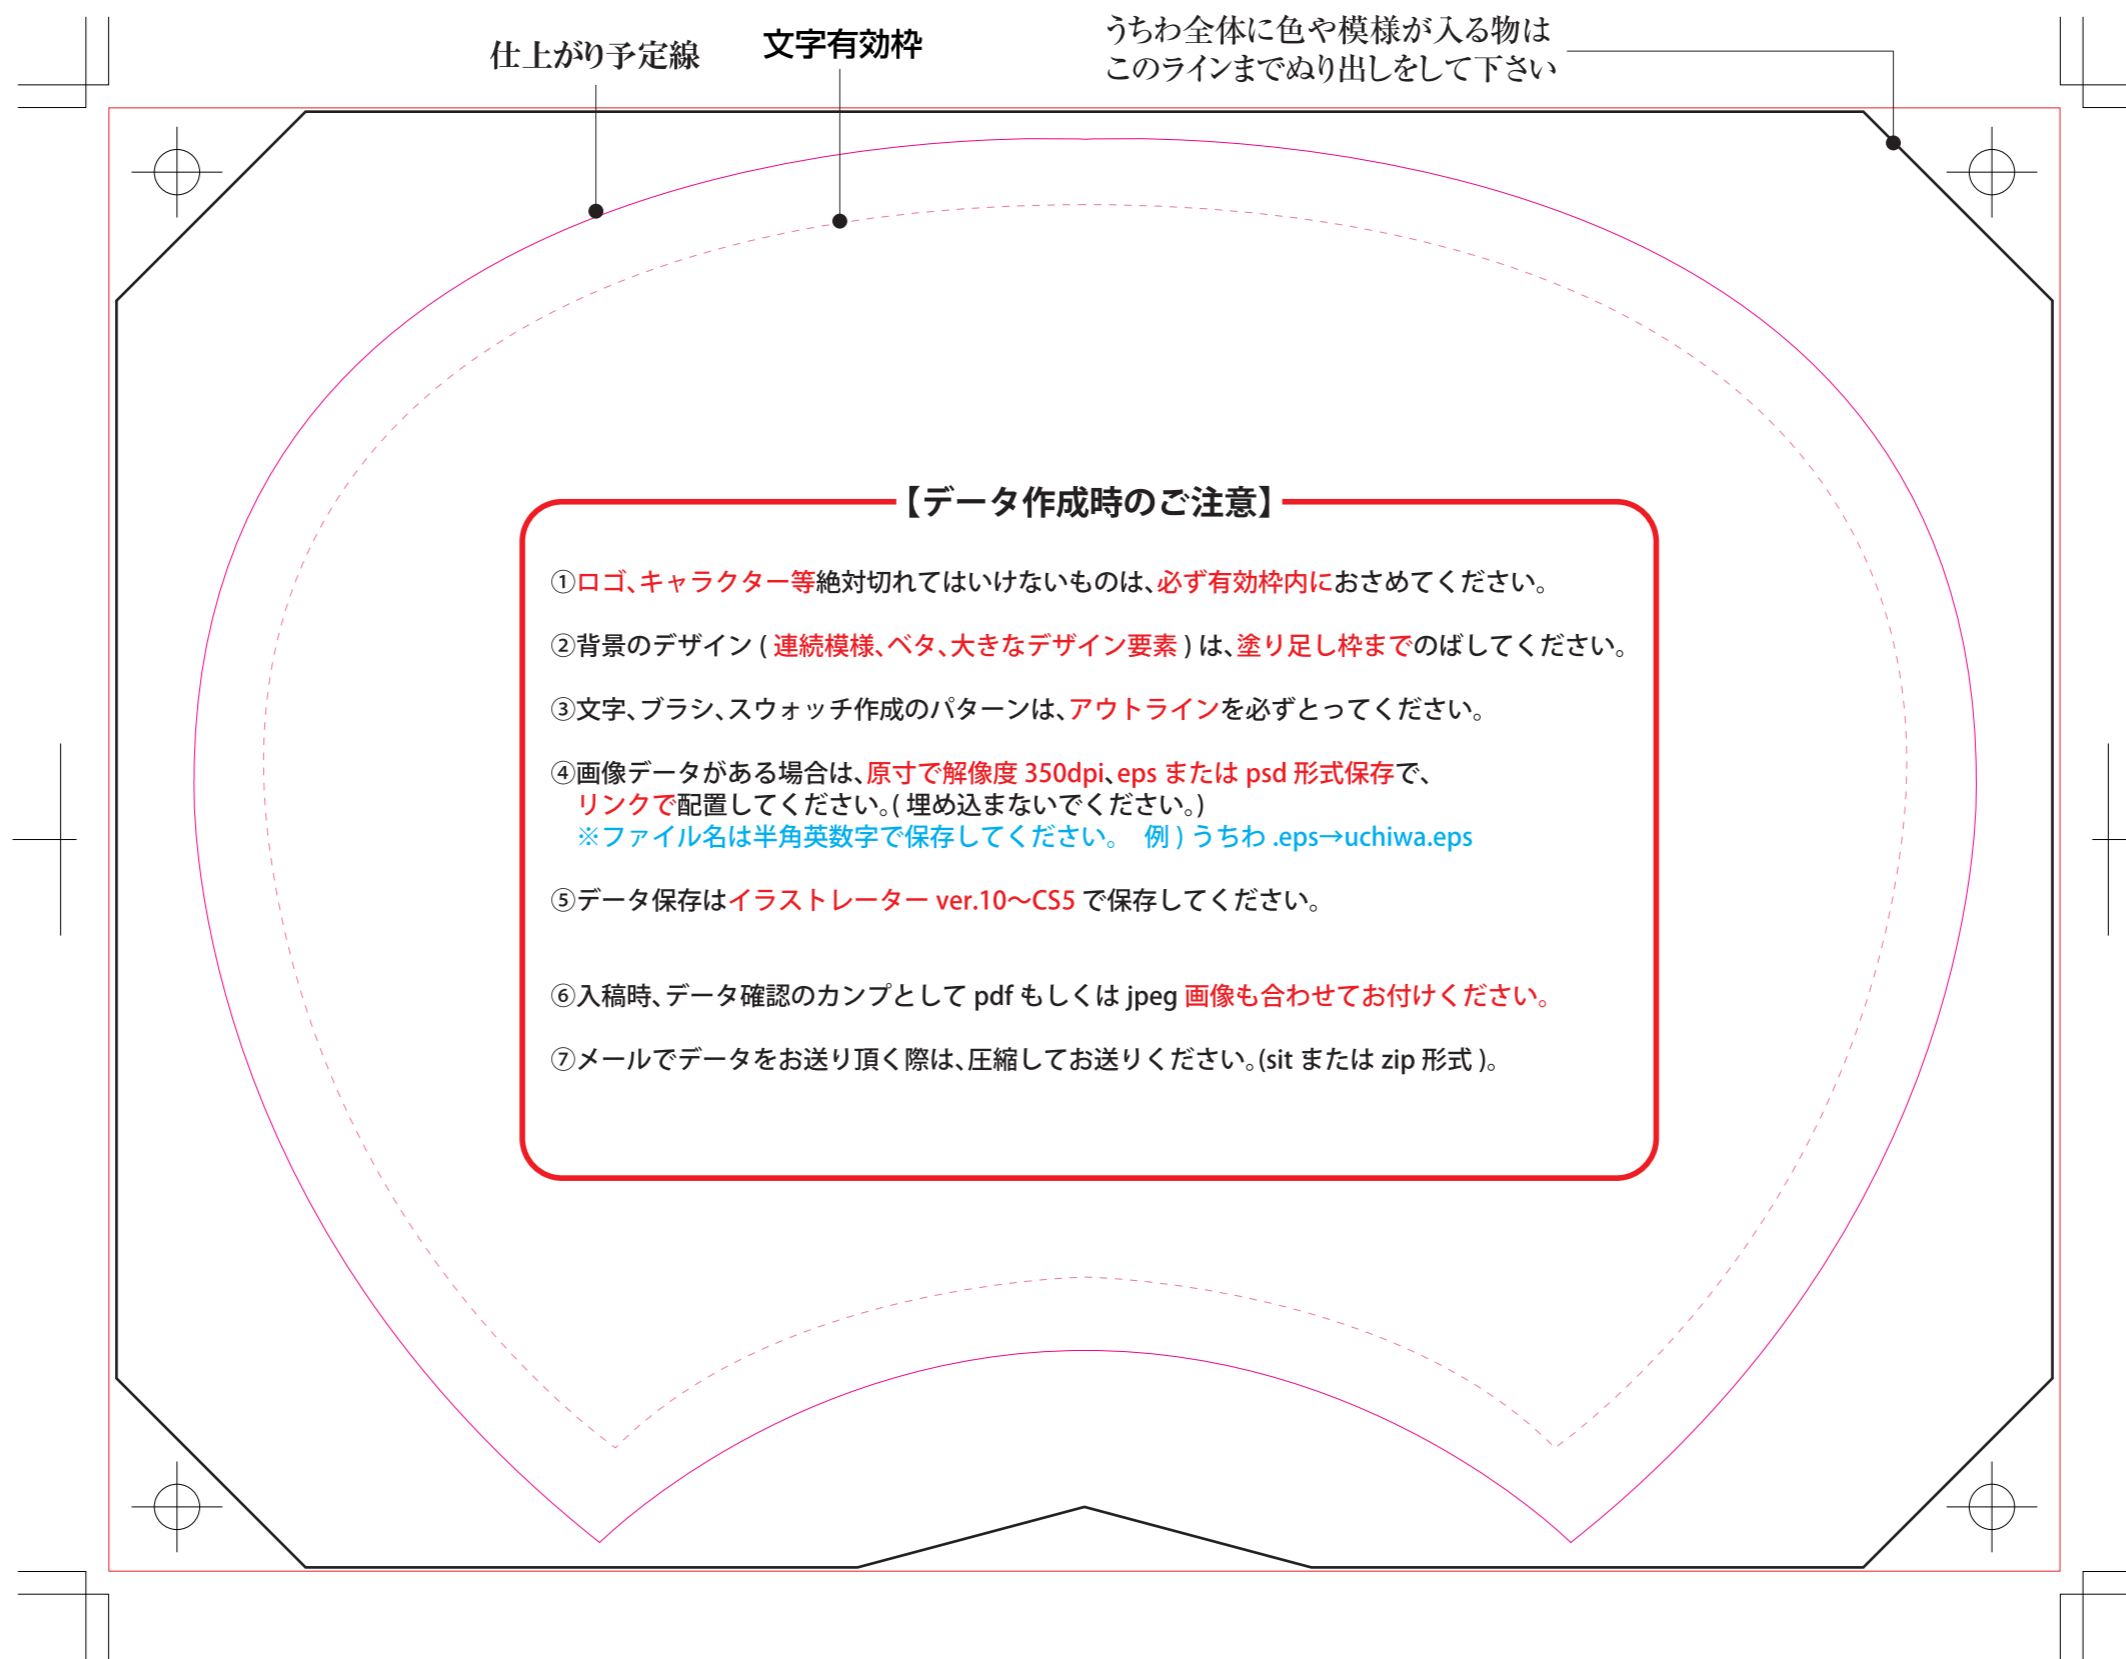 仕上がり予定線
文字有効枠
うちわ全体に色や模様が入る物は
このラインまでぬり出しをして下さい
【データ作成時のご注意】
①ロゴ、キャラクター等絶対切れてはいけないものは、必ず有効枠内におさめてください。
②背景のデザイン ( 連続模様、ベタ、大きなデザイン要素 ) は、塗り足し枠までのばしてください。
③文字、ブラシ、スウォッチ作成のパターンは、アウトラインを必ずとってください。
④画像データがある場合は、原寸で解像度 350dpi、eps または psd 形式保存で、
リンクで配置してください。( 埋め込まないでください。)
※ファイル名は半角英数字で保存してください。 例 ) うちわ .eps→uchiwa.eps
⑤データ保存はイラストレーター ver.10〜CS5 で保存してください。
⑥入稿時、データ確認のカンプとして pdf もしくは jpeg 画像も合わせてお付けください。
⑦メールでデータをお送り頂く際は、圧縮してお送りください。(sit または zip 形式 )。